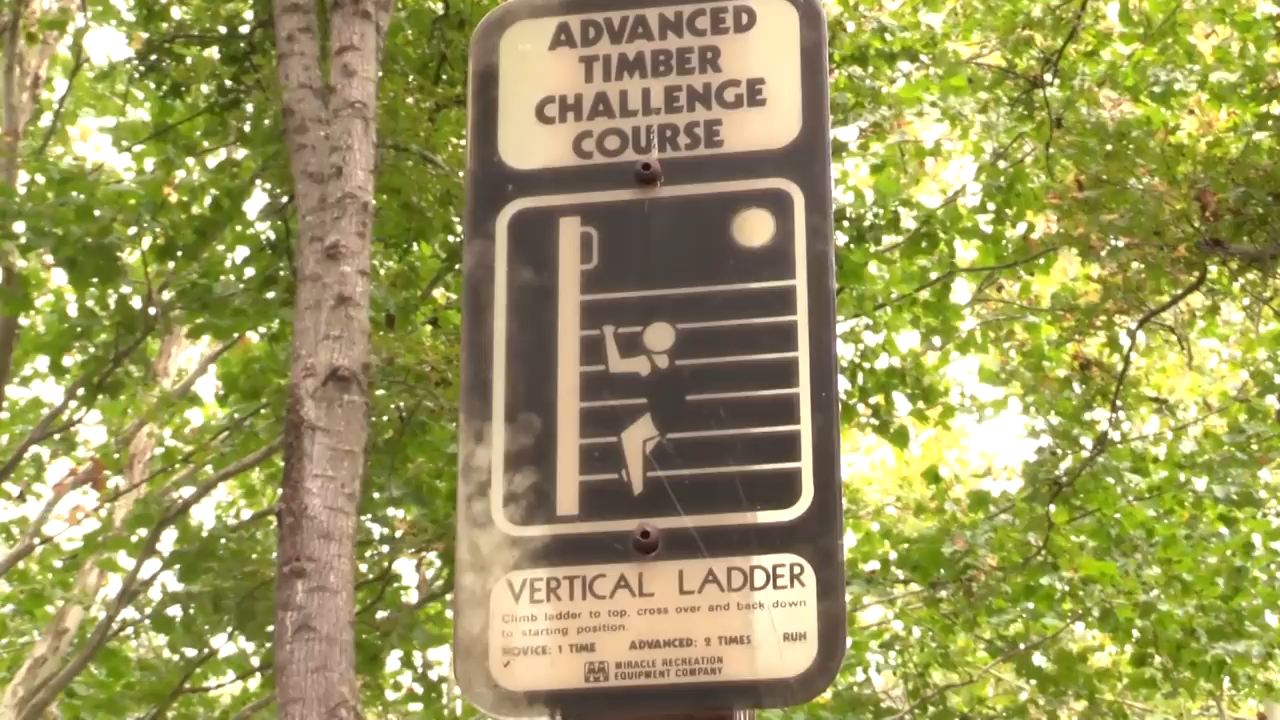 ADVANCED
TIMBER
CHALLENGE
COURSE
VERTICAL LADDER
Climb ladder to top, cross over and back down
to starting position.
NOVICE: 1 TIME ADVANCED: 2 TIMES RUN
MIRACLE RECREATION
EQUIPMENT COMPANY